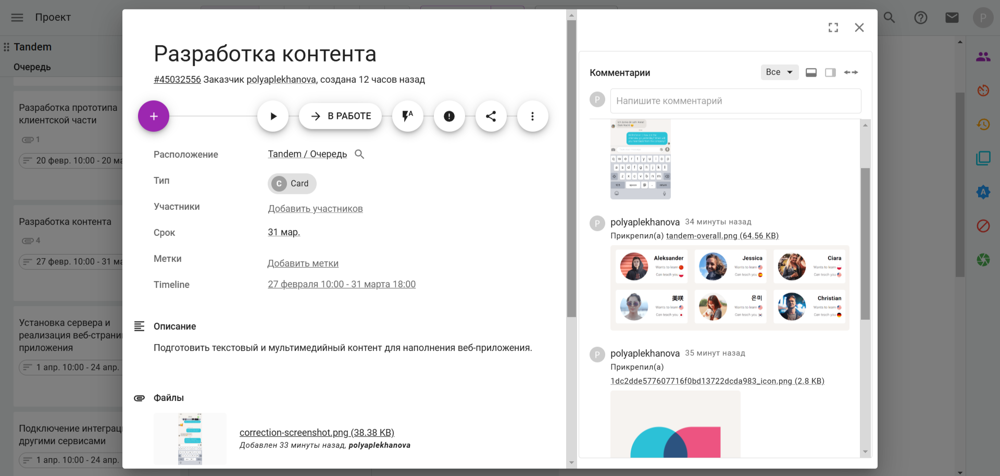 Проект
P
Tandem
Очередь
Разработка прототипа
клиентской части
1
20 февр. 10:00 - 20 ма
Разработка контента
4
27 февр. 10:00 - 31 ма
Установка сервера и
реализация веб-страни
приложения
1 апр. 10:00 - 24 апр.
Подключение интеграц
другими сервисами
1 апр. 10:00 - 24 апр.
Разработка контента
#45032556 Заказчик polyaplekhanova, создана 12 часов назад
В РАБОТЕ
A
Расположение
Tandem / Очередь
Тип
C Card
Участники
Добавить участников
Срок
31 мар.
Метки
Добавить метки
Timeline
27 февраля 10:00 - 31 марта 18:00
Описание
Подготовить текстовый и мультимедийный контент для наполнения веб-приложения.
Файлы
correction-screenshot.png (38.38 KB)
Добавлен 33 минуты назад, polyaplekhanova
Комментарии
Все
P
Напишите комментарий
q w e r t y u i o p
a s d f g h j k l
z x c v b n m
123 space @ . return
P
polyaplekhanova 34 минуты назад
Прикрепил(а) tandem-overall.png (64.56 KB)
Aleksander
Wants to learn
Can teach you
Jessica
Wants to learn
Can teach you
Ciara
Wants to learn
Can teach you
美咲
Wants to learn
Can teach you
은미
Wants to learn
Can teach you
Christian
Wants to learn
Can teach you
P
polyaplekhanova 35 минут назад
Прикрепил(а)
1dc2dde577607716f0bd13722dcda983_icon.png (2.8 KB)
A